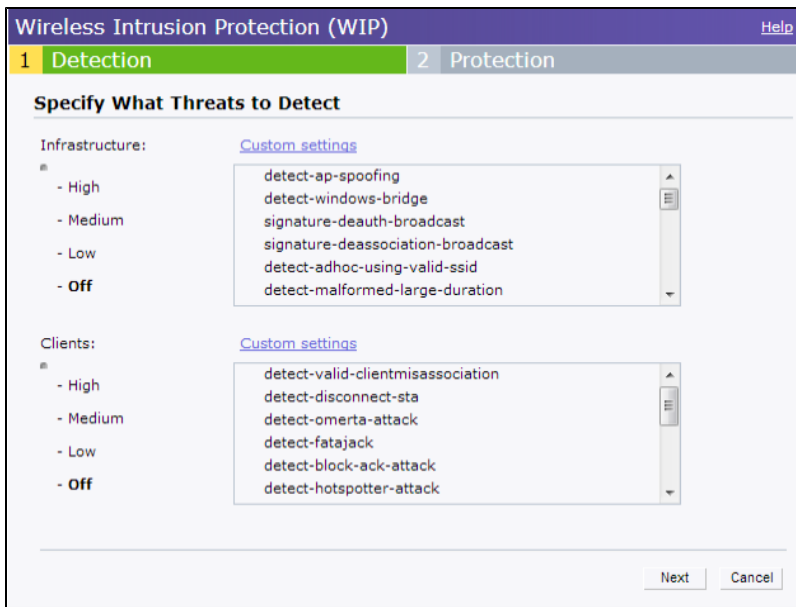 Wireless Intrusion Protection (WIP) Help
1 Detection 2 Protection
Specify What Threats to Detect
Infrastructure: Custom settings
- High
- Medium
- Low
- Off
detect-ap-spoofing
detect-windows-bridge
signature-deauth-broadcast
signature-deassociation-broadcast
detect-adhoc-using-valid-ssid
detect-malformed-large-duration
Clients: Custom settings
- High
- Medium
- Low
- Off
detect-valid-clientmisassociation
detect-disconnect-sta
detect-omerta-attack
detect-fatajack
detect-block-ack-attack
detect-hotspotter-attack
Next Cancel